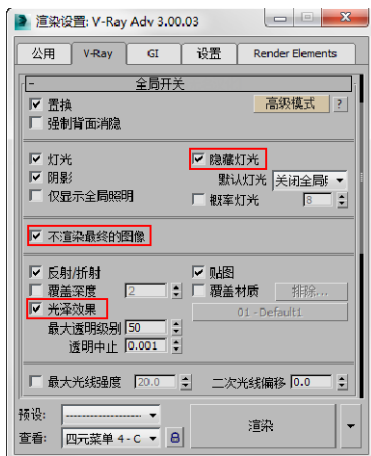 渲染设置: V-Ray Adv 3.00.03
公用 V-Ray GI 设置 Render Elements
- 全局开关
置换 高级模式 ?
强制背面消隐
灯光 隐藏灯光
阴影 默认灯光 关闭全局
仅显示全局照明 概率灯光 8
不渲染最终的图像
反射/折射 贴图
覆盖深度 2 覆盖材质 排除...
光泽效果 01 - Default1
最大透明级别 50
透明中止 0.001
最大光线强度 20.0 二次光线偏移 0.0
预设: -----------------
查看: 四元菜单 4 - C 渲染